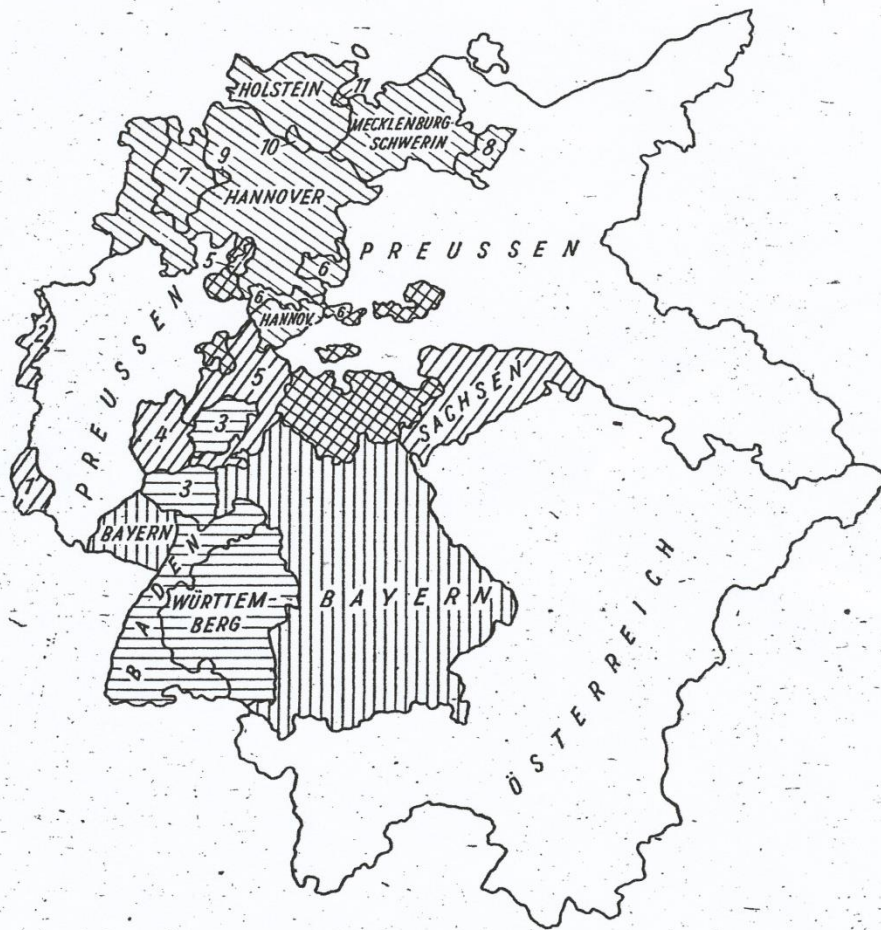 HOLSTEIN
11
MECKLENBURG-
SCHWERIN
8
10
9
7
HANNOVER
PREUSSEN
5
6
6
HANNOV.
6
PREUSSEN
2
5
SACHSEN
4
3
1
3
BAYERN
BADEN
WÜRTTEM-
BERG
BAYERN
ÖSTERREICH